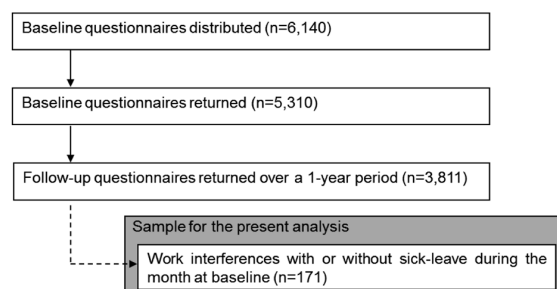 Baseline questionnaires distributed (n=6,140)
Baseline questionnaires returned (n=5,310)
Follow-up questionnaires returned over a 1-year period (n=3,811)
Sample for the present analysis
Work interferences with or without sick-leave during the
month at baseline (n=171)